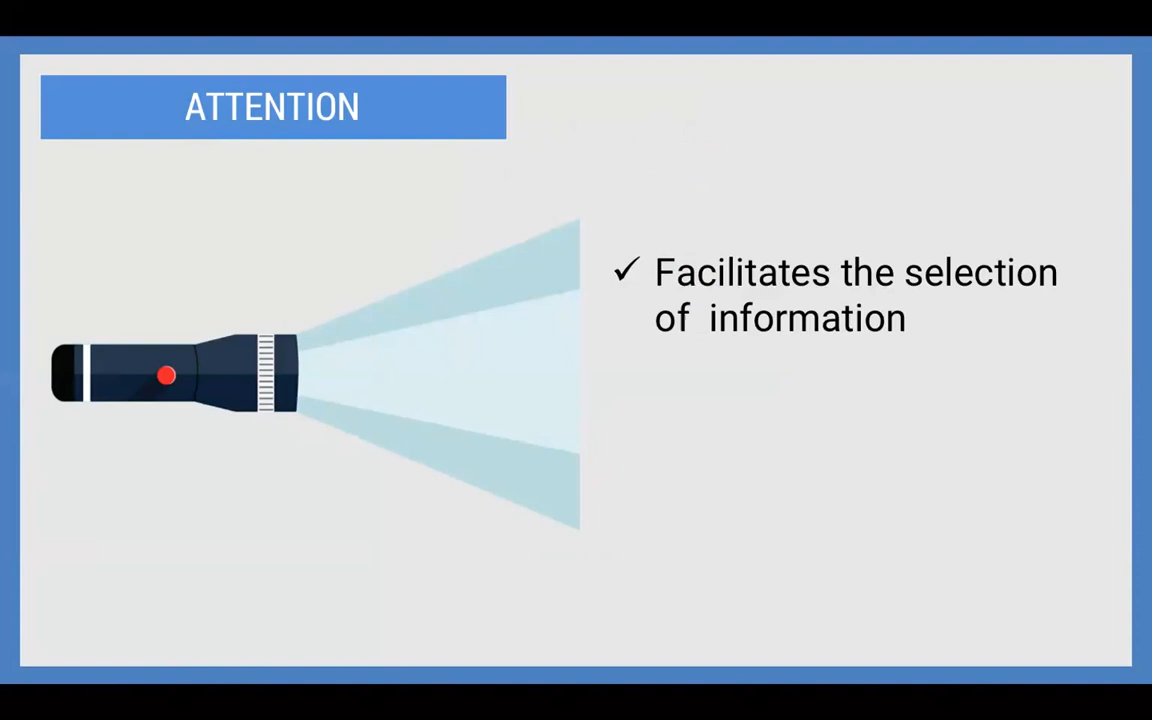 ATTENTION
✓ Facilitates the selection
of information